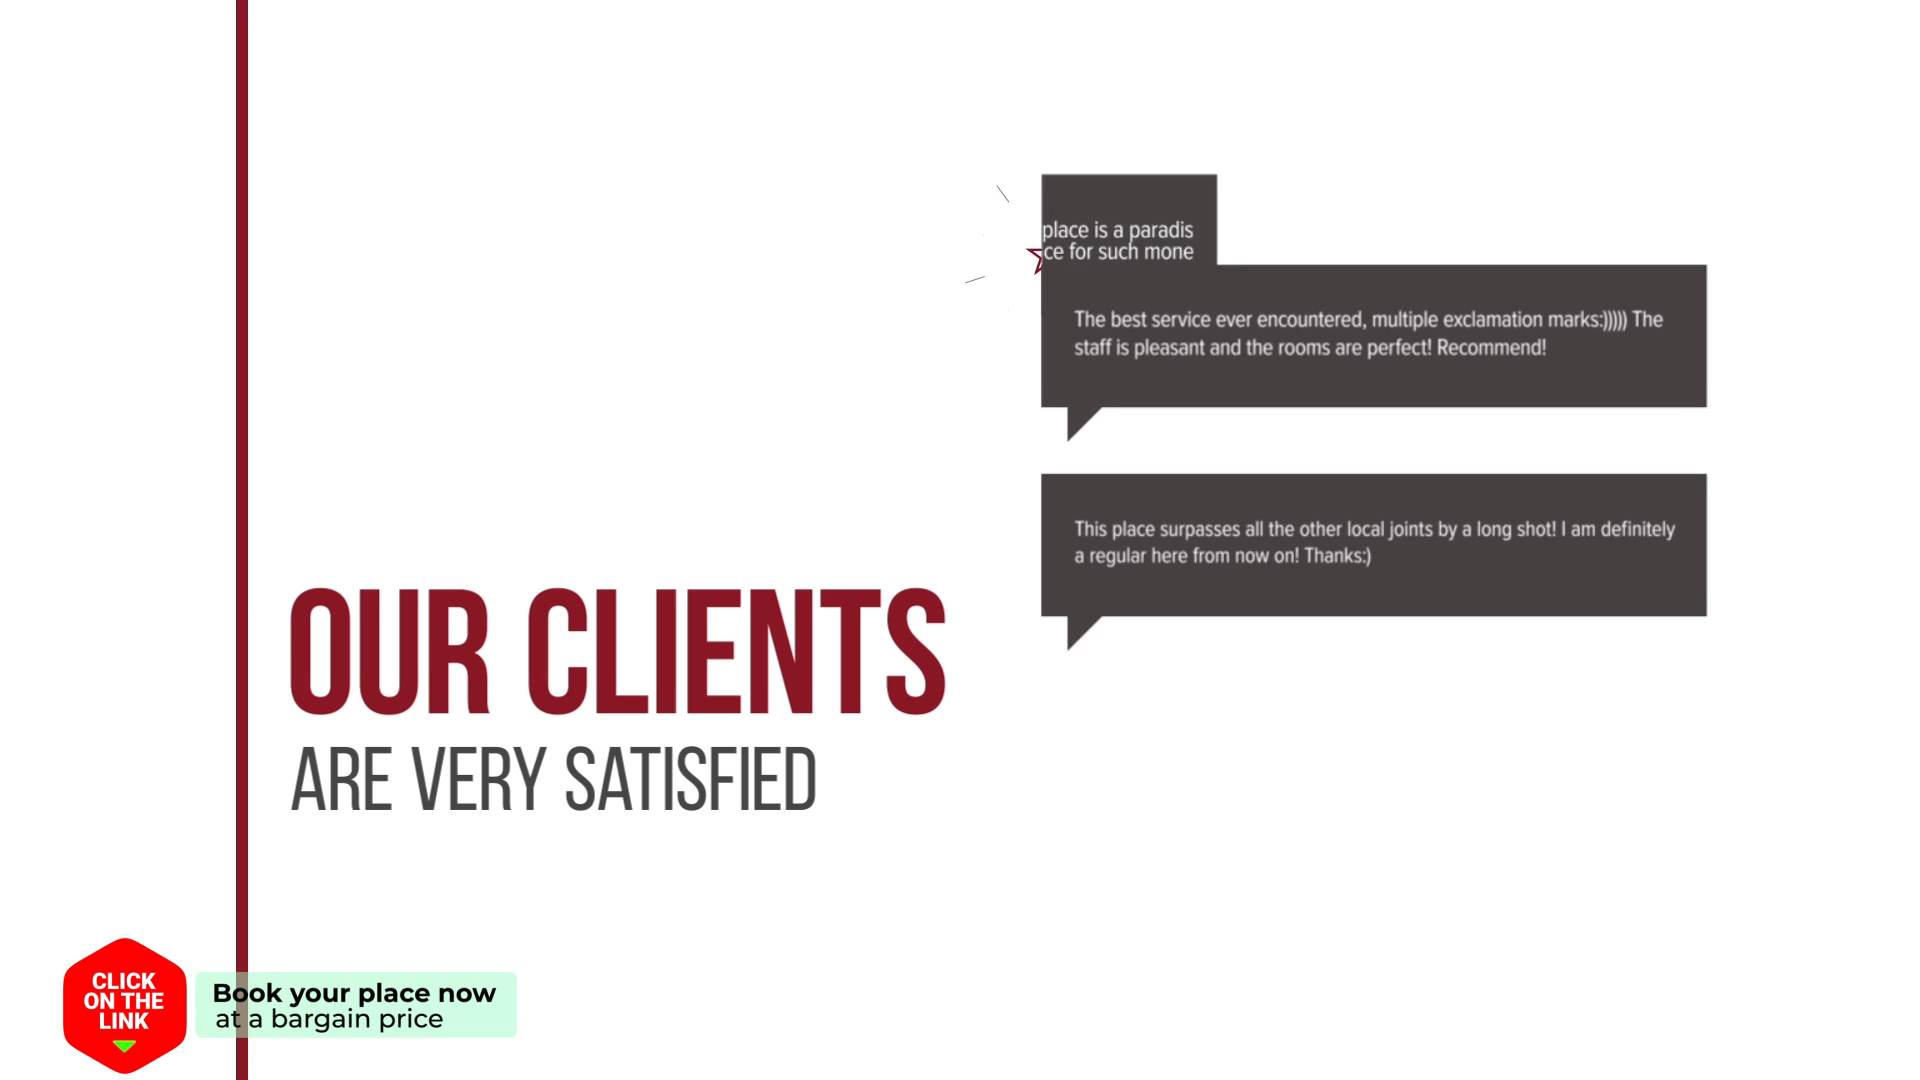 place is a
for such
The best service ever encountered, multiple exclamation marks:))))) The
staff is pleasant and the rooms are perfect! Recommend!
This place surpasses all the other local joints by a long shot! I am definitely
a regular here from now on! Thanks:)
OUR CLIENTS
ARE VERY SATISFIED
CLICK
ON THE
LINK
Book your place now
at a bargain price